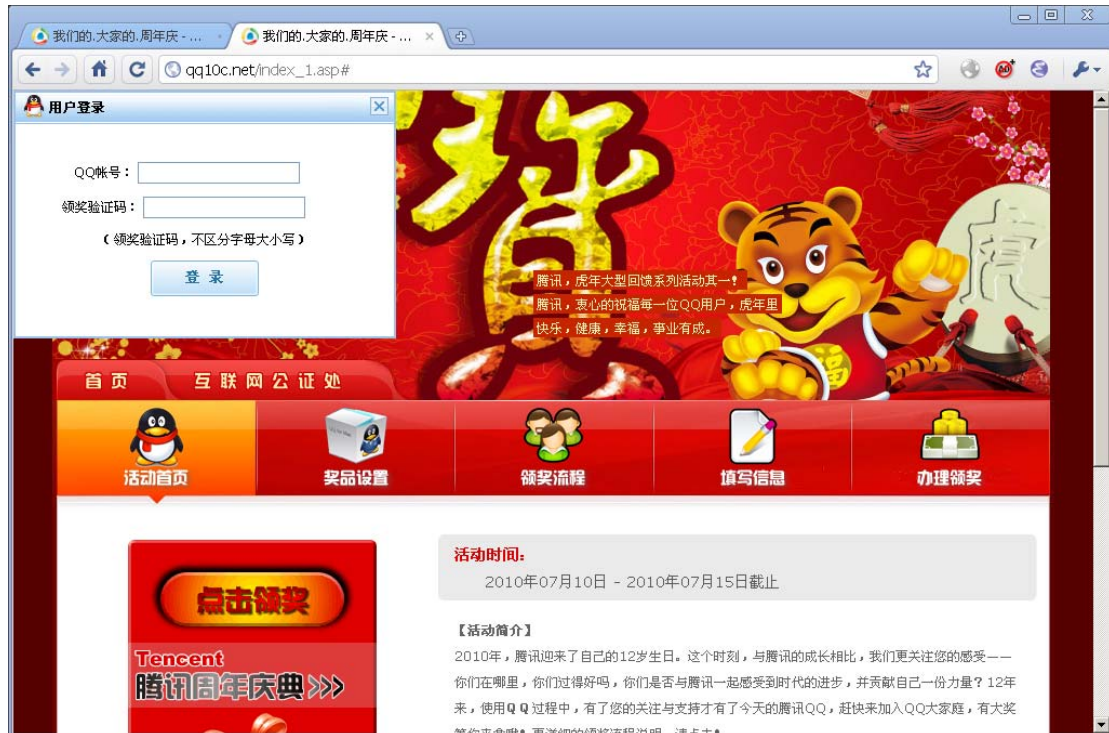 我们的.大家的.周年庆 - ...
我们的.大家的.周年庆 - ...
qq10c.net/index_1.asp#
用户登录
QQ帐号：
领奖验证码：
（领奖验证码，不区分字母大小写）
登 录
贺
腾讯，虎年大型回馈系列活动其一！
腾讯，衷心的祝福每一位QQ用户，虎年里
快乐，健康，幸福，事业有成。
虎
福
首 页 互 联 网 公 证 处
活动首页 奖品设置 领奖流程 填写信息 办理领奖
点击领奖
Tencent
腾讯周年庆典>>>
活动时间：
2010年07月10日 - 2010年07月15日截止
【活动简介】
2010年，腾讯迎来了自己的12岁生日。这个时刻，与腾讯的成长相比，我们更关注您的感受——
你们在哪里，你们过得好吗，你们是否与腾讯一起感受到时代的进步，并贡献自己一份力量？12年
来，使用QQ过程中，有了您的关注与支持才有了今天的腾讯QQ，赶快来加入QQ大家庭，有大奖